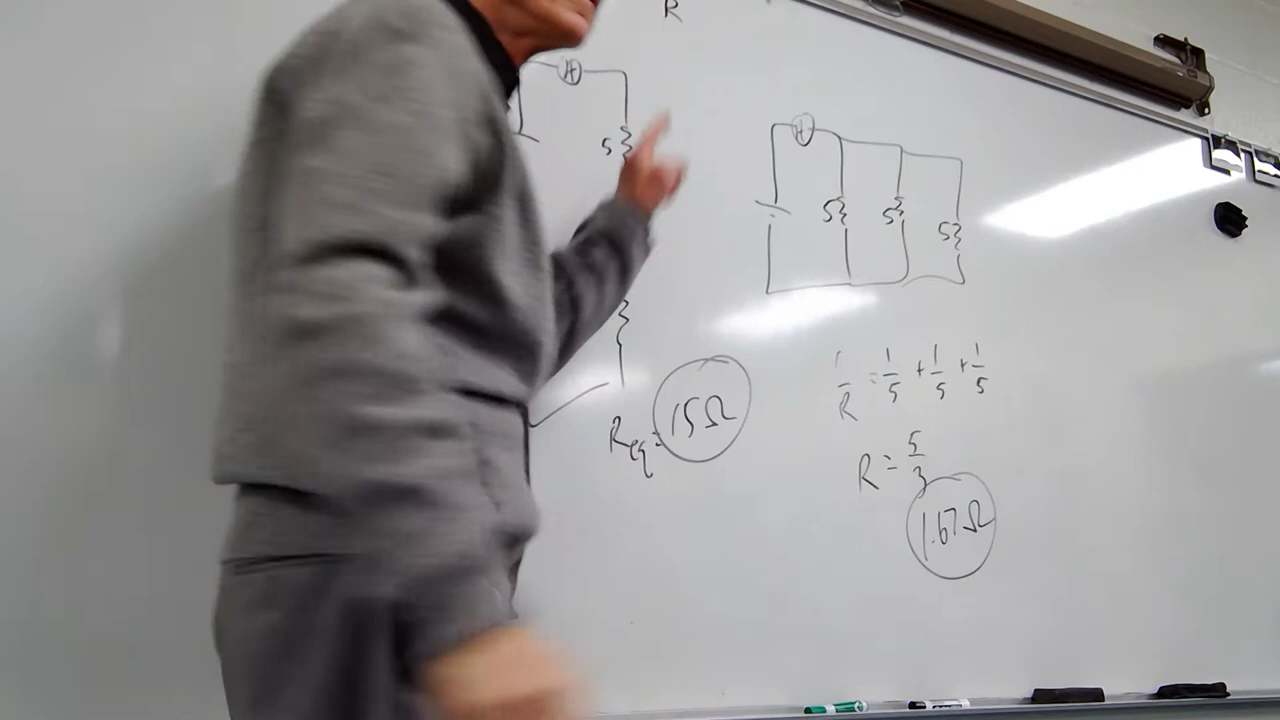 R
A
5
A
5 5 5
Req = 15Ω
1/R = 1/5 + 1/5 + 1/5
R = 5/3
1.67Ω